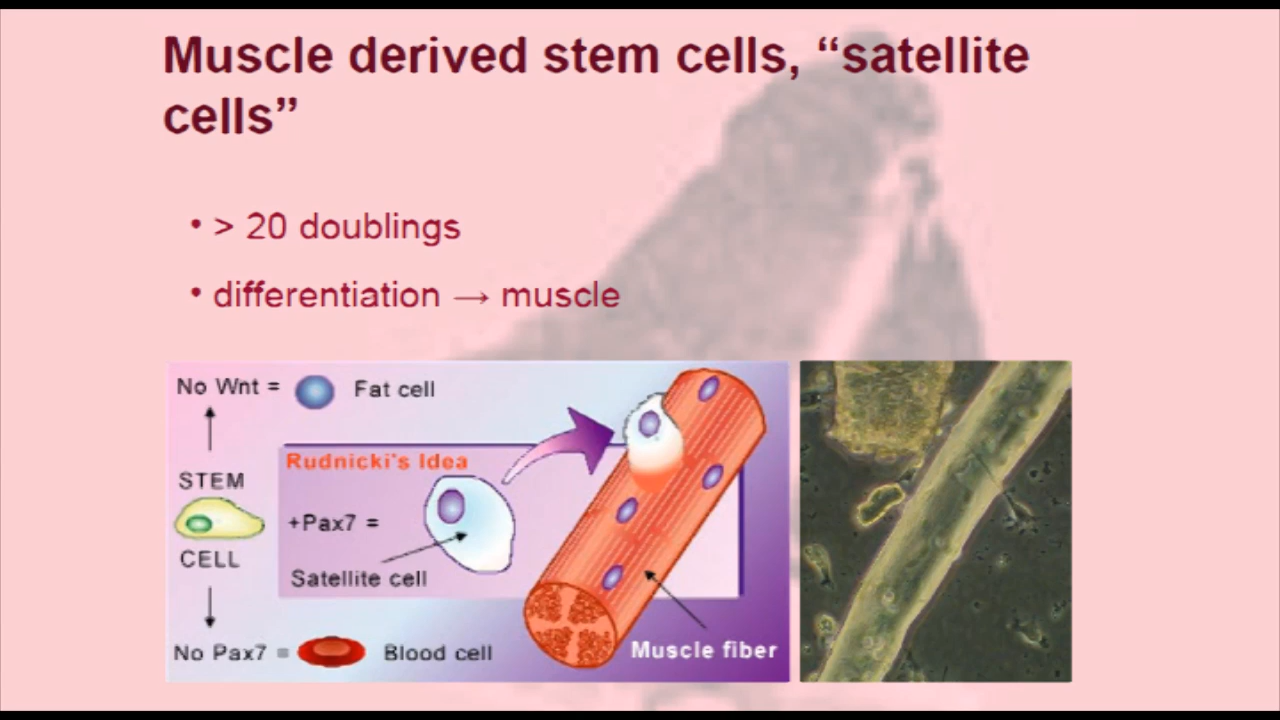 Muscle derived stem cells, “satellite
cells”
• > 20 doublings
• differentiation → muscle
No Wnt =
Fat cell
STEM
CELL
Rudnicki's Idea
+Pax7 =
Satellite cell
No Pax7 =
Blood cell
Muscle fiber